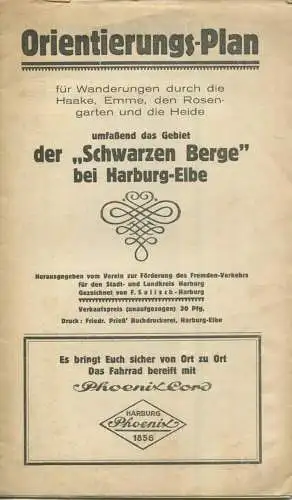 Orientierungs-Plan
für Wanderungen durch die
Haake, Emme, den Rosen-
garten und die Heide
umfaßend das Gebiet
der „Schwarzen Berge”
bei Harburg-Elbe
Herausgegeben vom Verein zur Förderung des Fremden-Verkehrs
für den Stadt- und Landkreis Harburg
Gezeichnet von F. Salisch-Harburg
Verkaufspreis (unaufgezogen) 30 Pfg.
Druck: Friedr. Prieß' Buchdruckerei, Harburg-Elbe
Es bringt Euch sicher von Ort zu Ort
Das Fahrrad bereift mit
Phoenix Cord
HARBURG
Phoenix
1856